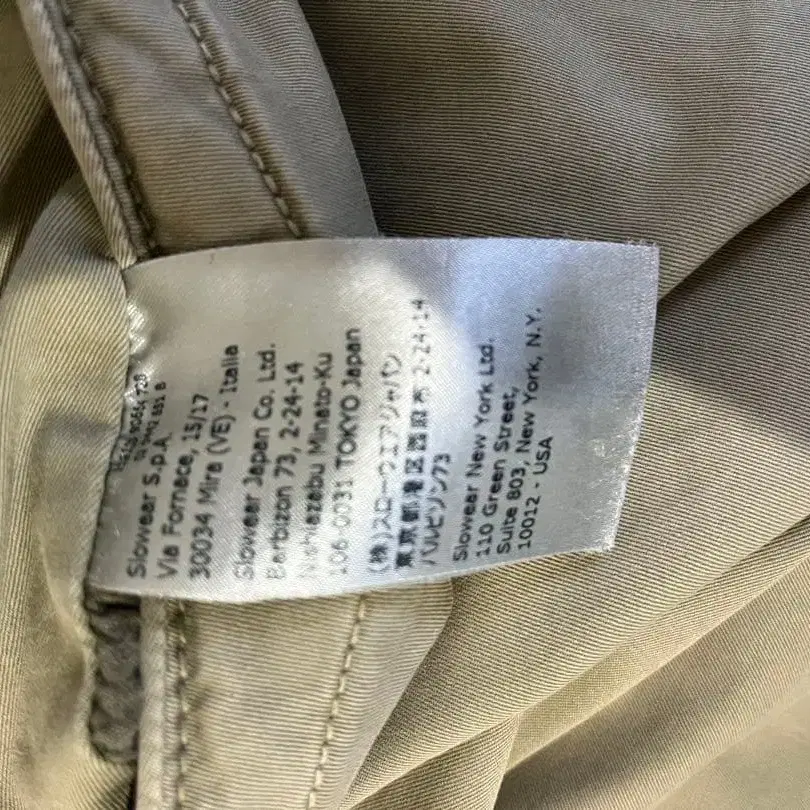 Slowear S.p.A.
Via Fornace, 15/17
30034 Mira (VE) - Italia
Slowear Japan Co. Ltd.
Barbizon 73, 2-24-14
Nishiazabu Minato-Ku
106-0031 TOKYO Japan
(株)スローウエアジャパン
東京都港区西麻布 2-24-14
バルビゾン73
Slowear New York Ltd.
110 Green Street,
Suite 803, New York, N.Y.
10012 - USA